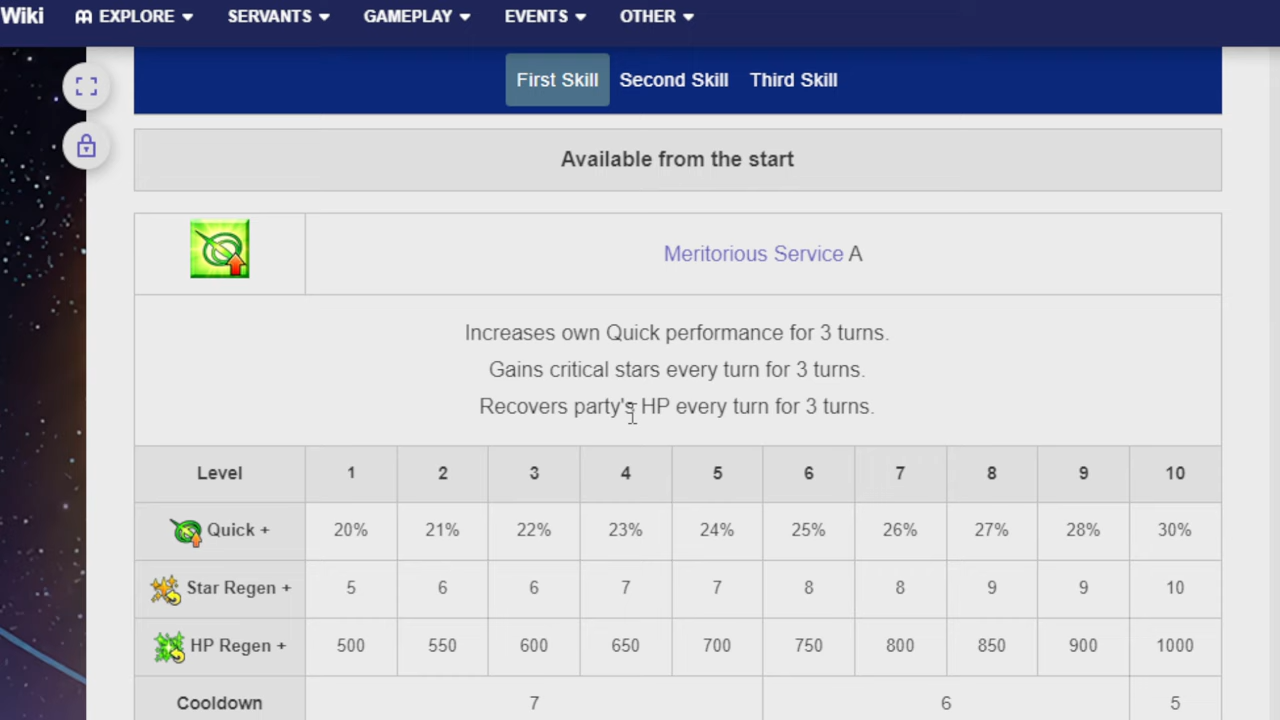 Wiki EXPLORE SERVANTS GAMEPLAY EVENTS OTHER
First Skill Second Skill Third Skill
Available from the start
Meritorious Service A
Increases own Quick performance for 3 turns.
Gains critical stars every turn for 3 turns.
Recovers party's HP every turn for 3 turns.
Level 1 2 3 4 5 6 7 8 9 10
Quick + 20% 21% 22% 23% 24% 25% 26% 27% 28% 30%
Star Regen + 5 6 6 7 7 8 8 9 9 10
HP Regen + 500 550 600 650 700 750 800 850 900 1000
Cooldown 7 6 5